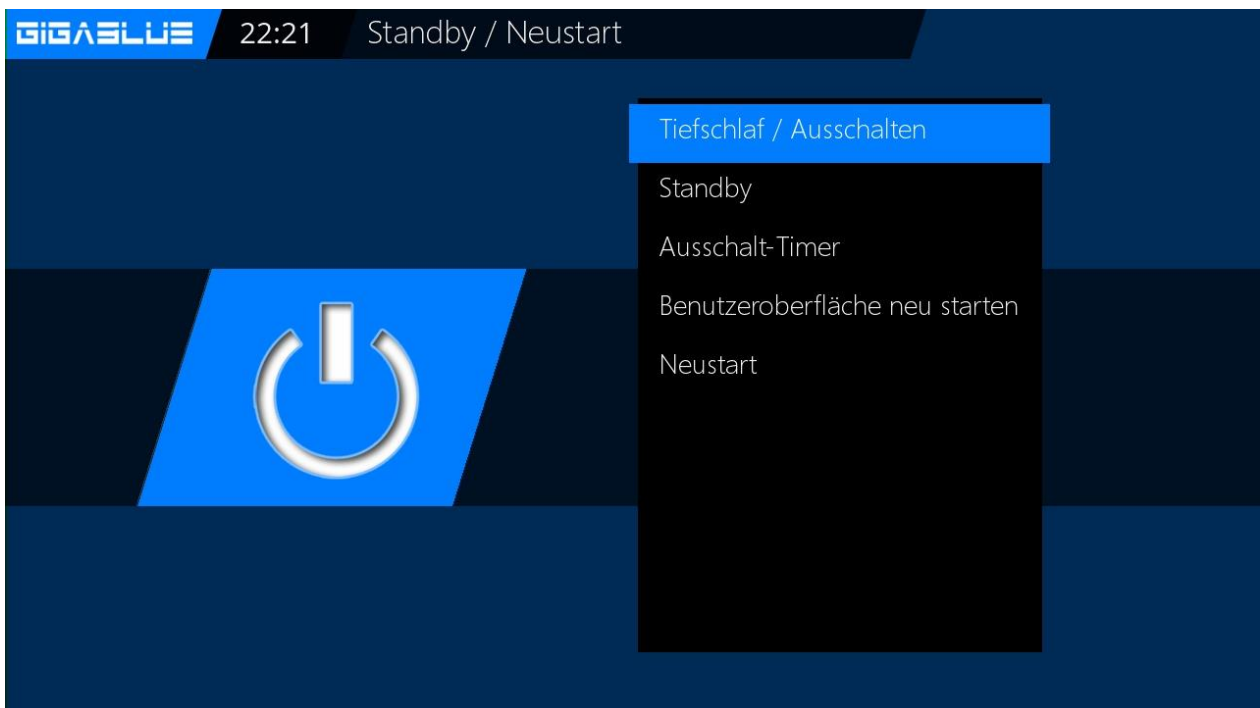 GIGABLUE 22:21 Standby / Neustart
Tiefschlaf / Ausschalten
Standby
Ausschalt-Timer
Benutzeroberfläche neu starten
Neustart